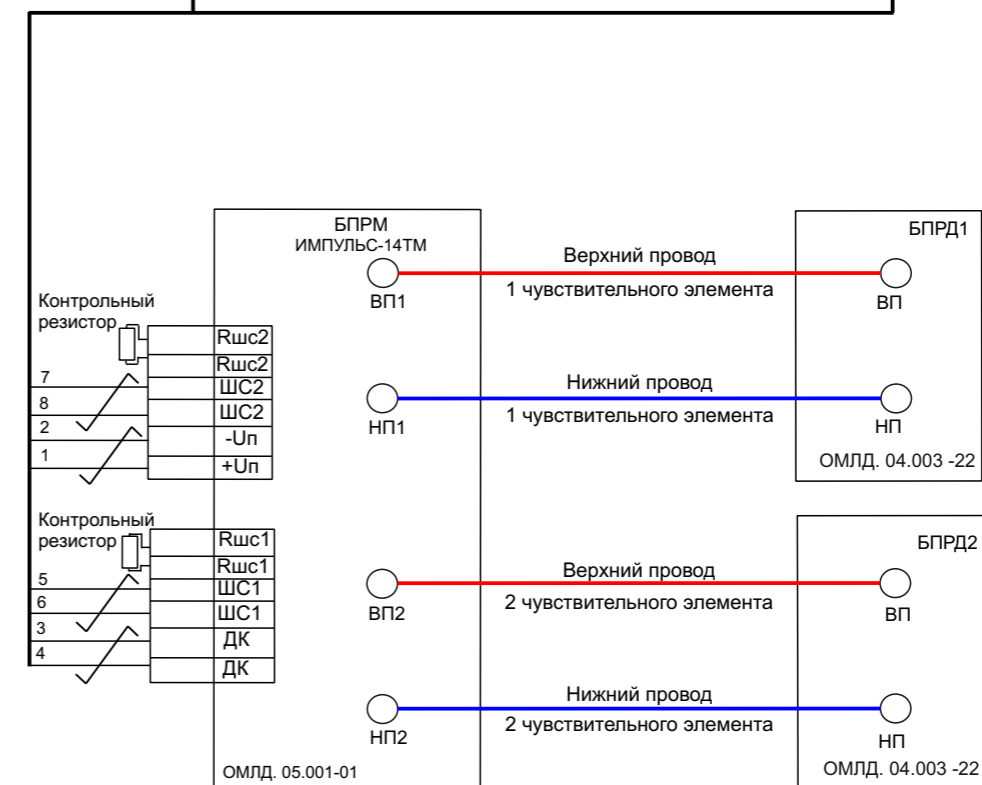 БПРМ
ИМПУЛЬС-14ТМ
ВП1
НП1
ВП2
НП2
ОМЛД. 05.001-01
Контрольный
резистор
Rшс2
Rшс2
7
ШС2
8
ШС2
2
-Uп
1
+Uп
Контрольный
резистор
Rшс1
Rшс1
5
ШС1
6
ШС1
3
ДК
4
ДК
Верхний провод
1 чувствительного элемента
Нижний провод
1 чувствительного элемента
Верхний провод
2 чувствительного элемента
Нижний провод
2 чувствительного элемента
БПРД1
ВП
НП
ОМЛД. 04.003 -22
БПРД2
ВП
НП
ОМЛД. 04.003 -22